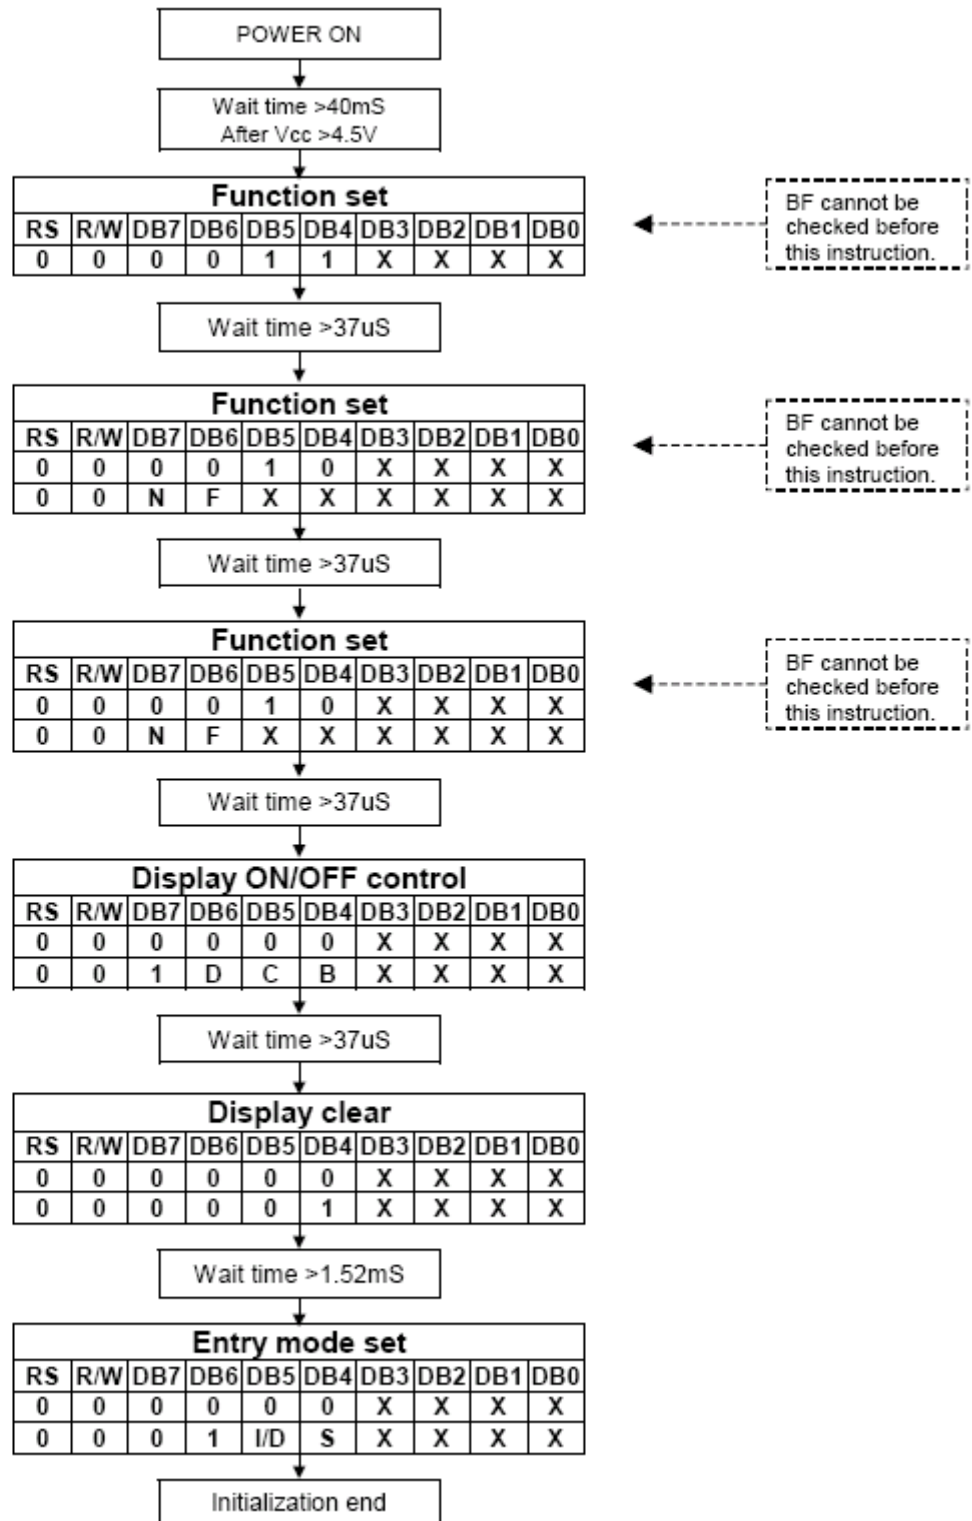 POWER ON
Wait time >40mS
After Vcc >4.5V
Function set
RS R/W DB7 DB6 DB5 DB4 DB3 DB2 DB1 DB0
0 0 0 0 1 1 X X X X
BF cannot be
checked before
this instruction.
Wait time >37uS
Function set
RS R/W DB7 DB6 DB5 DB4 DB3 DB2 DB1 DB0
0 0 0 0 1 0 X X X X
0 0 N F X X X X X X
BF cannot be
checked before
this instruction.
Wait time >37uS
Function set
RS R/W DB7 DB6 DB5 DB4 DB3 DB2 DB1 DB0
0 0 0 0 1 0 X X X X
0 0 N F X X X X X X
BF cannot be
checked before
this instruction.
Wait time >37uS
Display ON/OFF control
RS R/W DB7 DB6 DB5 DB4 DB3 DB2 DB1 DB0
0 0 0 0 0 0 X X X X
0 0 1 D C B X X X X
Wait time >37uS
Display clear
RS R/W DB7 DB6 DB5 DB4 DB3 DB2 DB1 DB0
0 0 0 0 0 0 X X X X
0 0 0 0 0 1 X X X X
Wait time >1.52mS
Entry mode set
RS R/W DB7 DB6 DB5 DB4 DB3 DB2 DB1 DB0
0 0 0 0 0 0 X X X X
0 0 0 1 I/D S X X X X
Initialization end